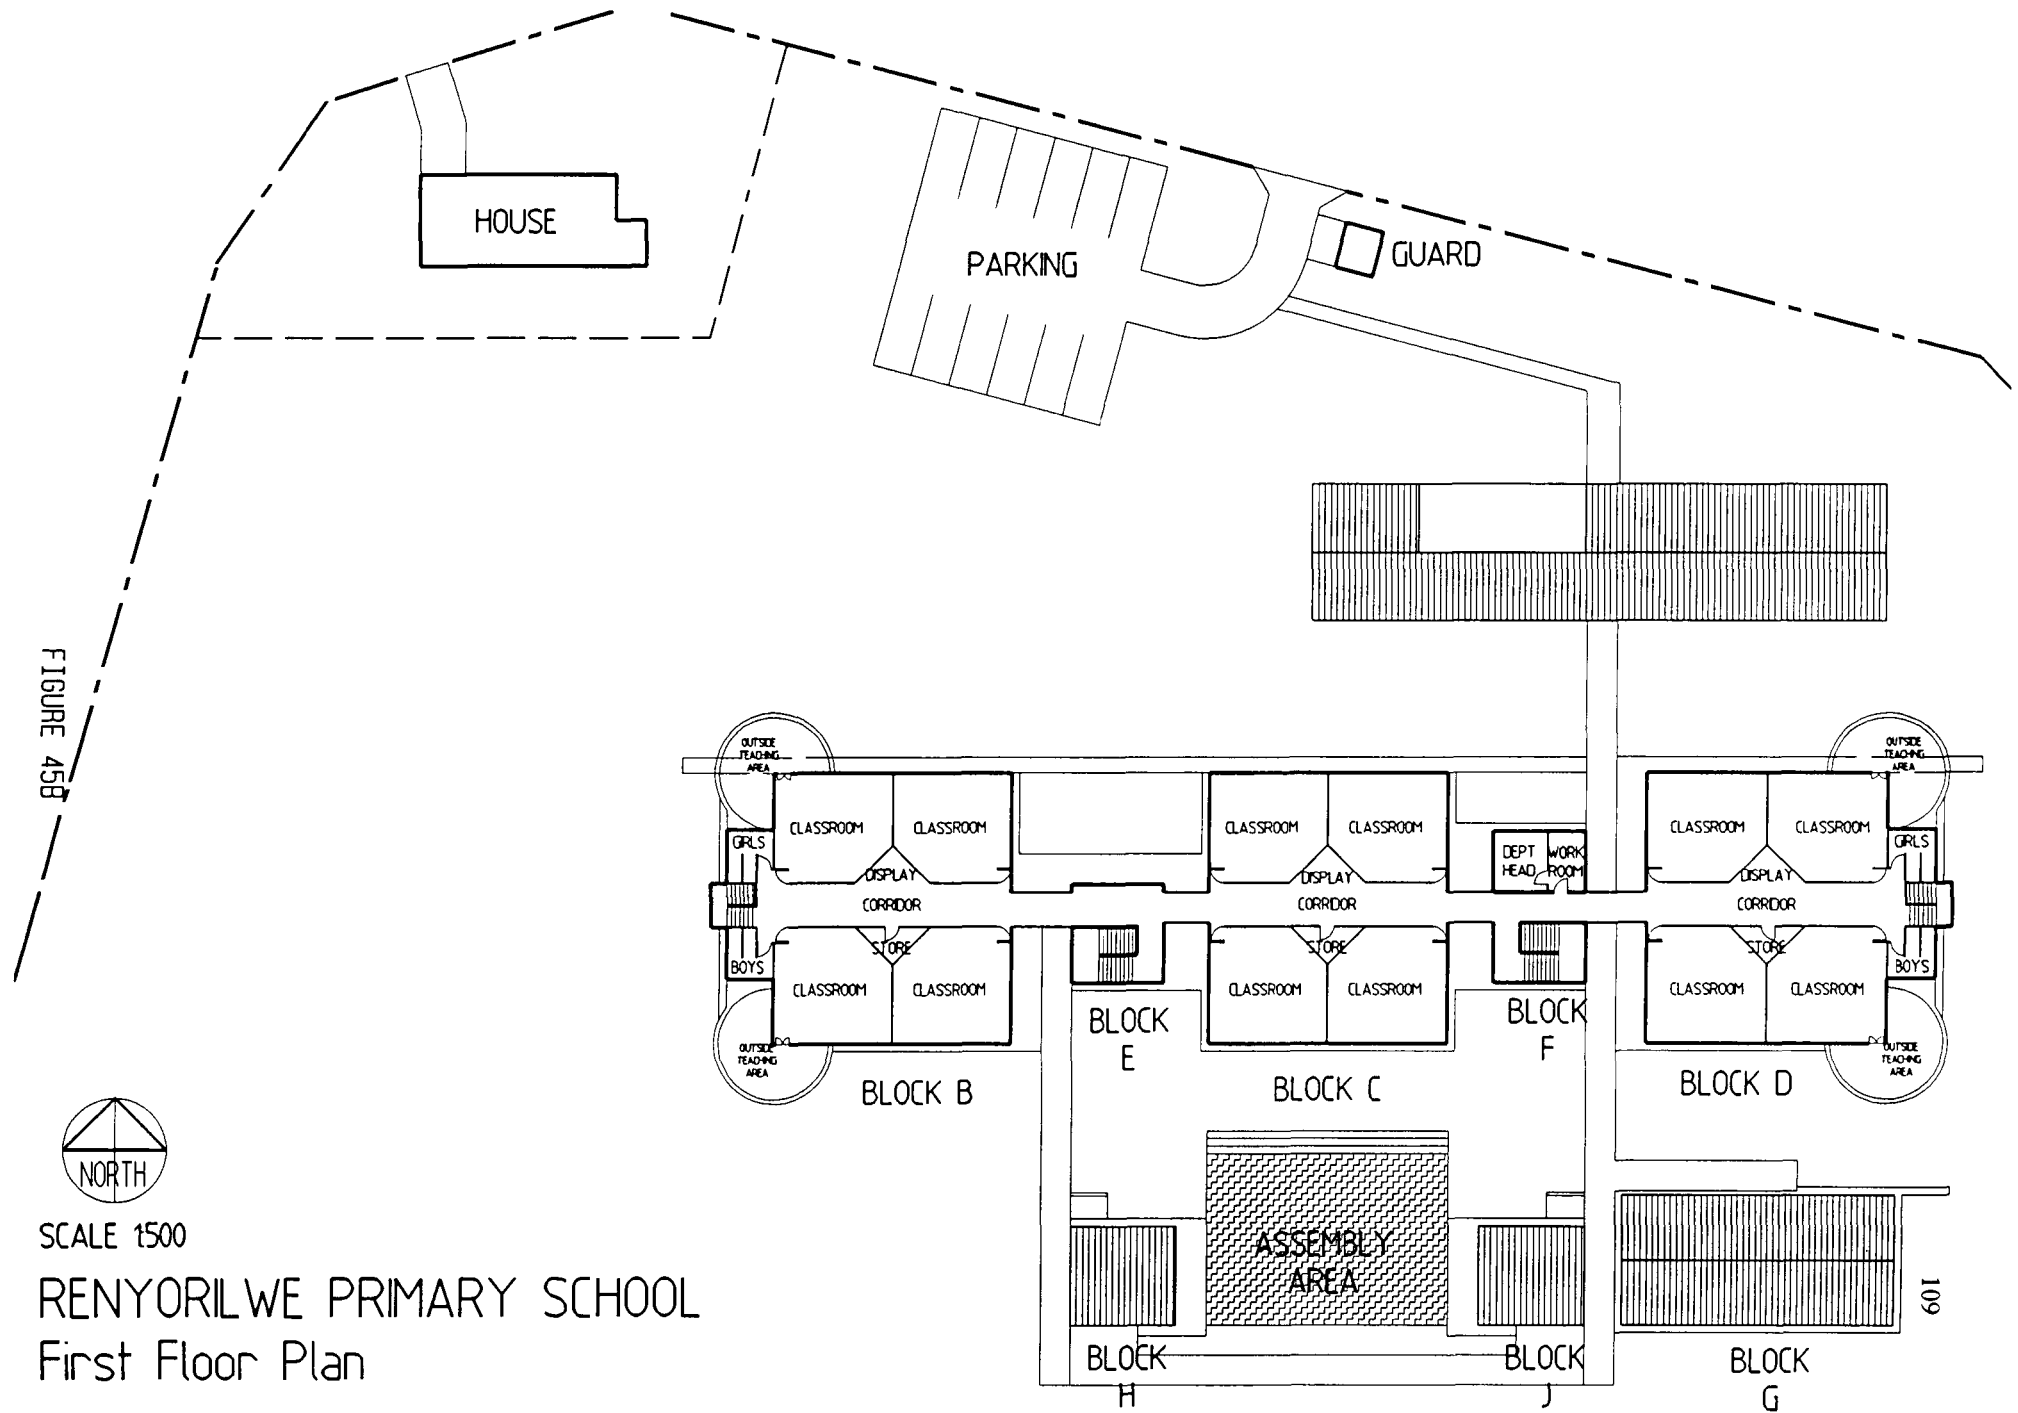 HOUSE
PARKING
GUARD
FIGURE 45B
OUTSIDE
TEACHING
AREA
OUTSIDE
TEACHING
AREA
CLASSROOM
CLASSROOM
CLASSROOM
CLASSROOM
CLASSROOM
CLASSROOM
GIRLS
DEPT
HEAD
WORK
ROOM
GIRLS
DISPLAY
DISPLAY
DISPLAY
CORRIDOR
CORRIDOR
CORRIDOR
STORE
STORE
STORE
BOYS
BOYS
CLASSROOM
CLASSROOM
CLASSROOM
CLASSROOM
CLASSROOM
CLASSROOM
BLOCK
E
BLOCK
F
OUTSIDE
TEACHING
AREA
OUTSIDE
TEACHING
AREA
BLOCK B
BLOCK C
BLOCK D
NORTH
SCALE 1:500
RENYORILWE PRIMARY SCHOOL
First Floor Plan
ASSEMBLY
AREA
BLOCK
H
BLOCK
J
BLOCK
G
109